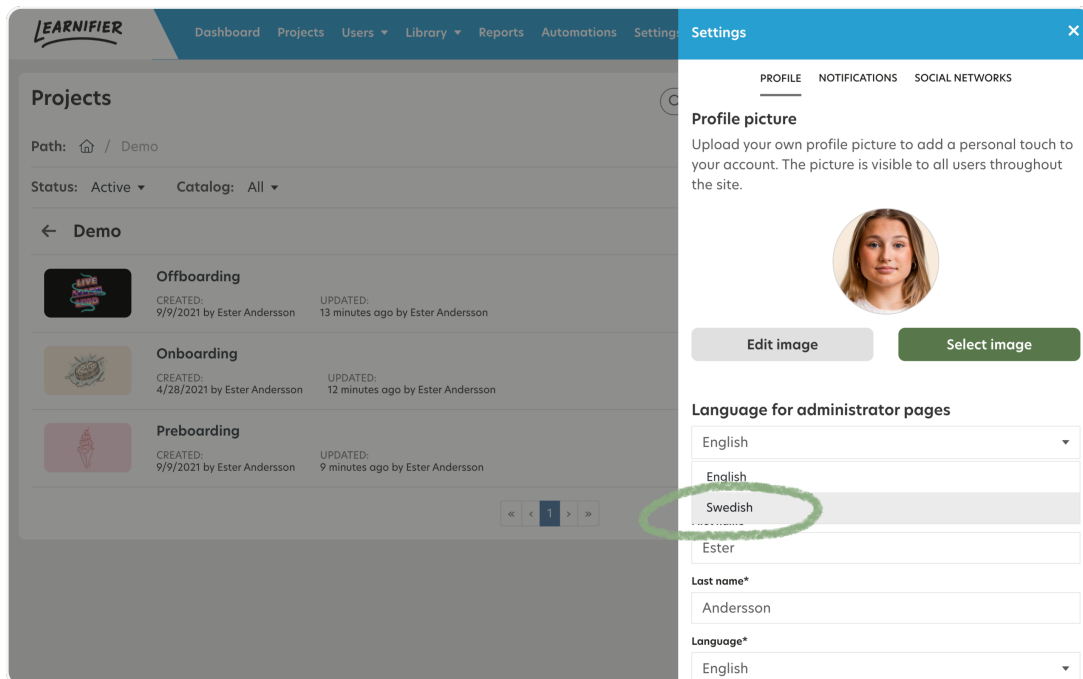 LEARNIFIER
Dashboard Projects Users Library Reports Automations Settings
Projects
Path: / Demo
Status: Active Catalog: All
Demo
Offboarding
CREATED: UPDATED:
9/9/2021 by Ester Andersson 13 minutes ago by Ester Andersson
Onboarding
CREATED: UPDATED:
4/28/2021 by Ester Andersson 12 minutes ago by Ester Andersson
Preboarding
CREATED: UPDATED:
9/9/2021 by Ester Andersson 9 minutes ago by Ester Andersson
« ‹ 1 › »
Settings
PROFILE NOTIFICATIONS SOCIAL NETWORKS
Profile picture
Upload your own profile picture to add a personal touch to
your account. The picture is visible to all users throughout
the site.
Edit image Select image
Language for administrator pages
English
English
Swedish
Ester
Last name*
Andersson
Language*
English